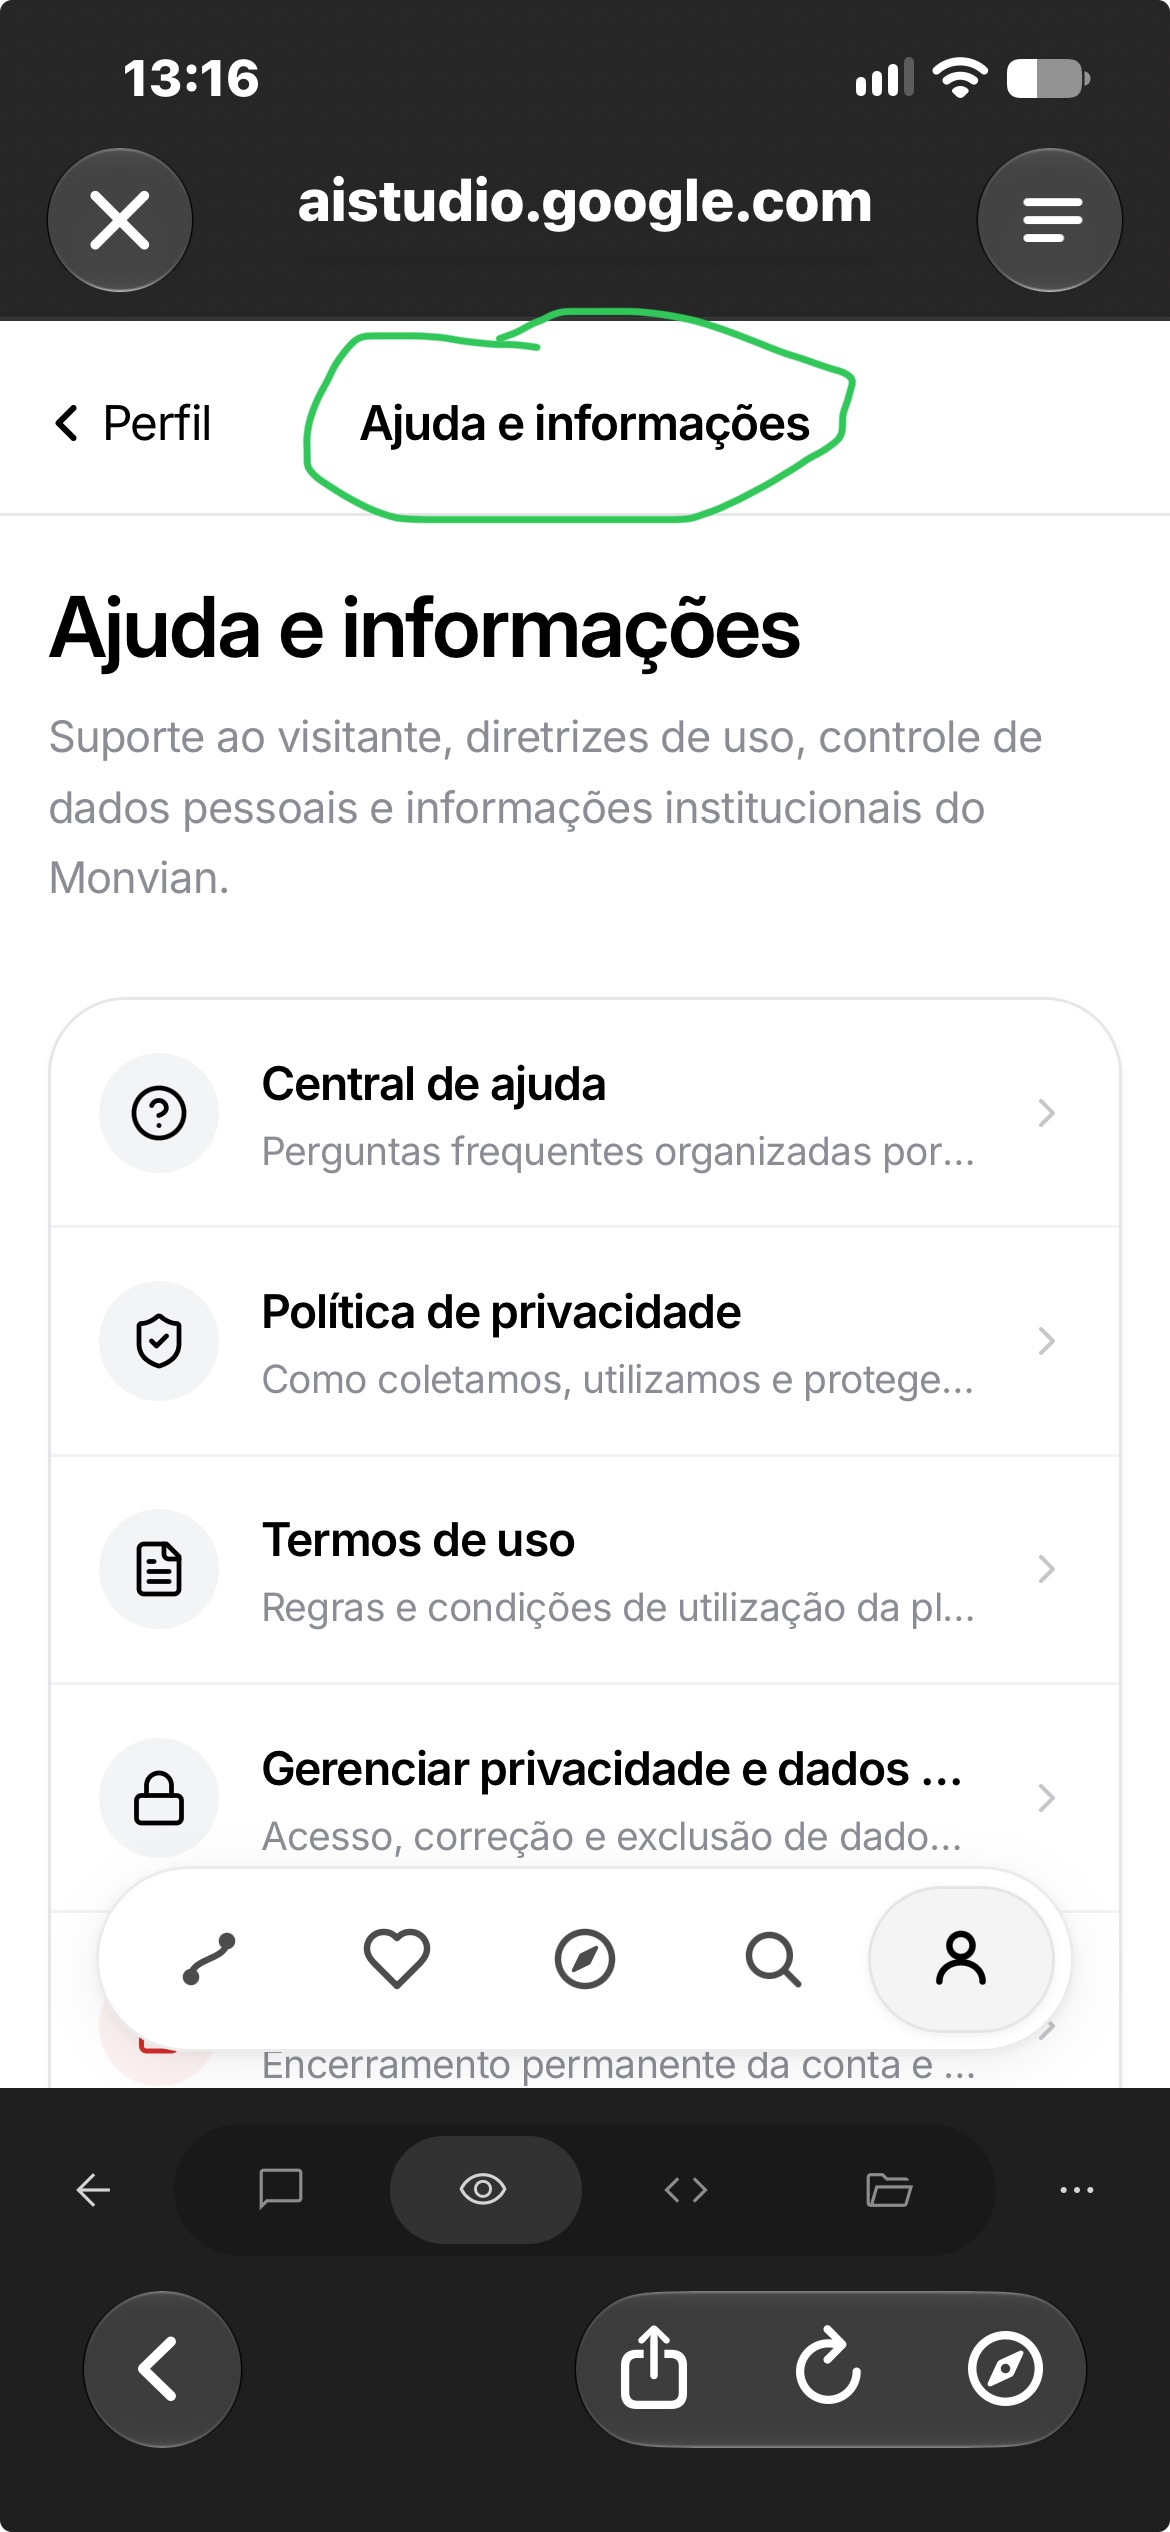 13:16
aistudio.google.com
Perfil
Ajuda e informações
Ajuda e informações
Suporte ao visitante, diretrizes de uso, controle de
dados pessoais e informações institucionais do
Monvian.
Central de ajuda
Perguntas frequentes organizadas por...
Política de privacidade
Como coletamos, utilizamos e protege...
Termos de uso
Regras e condições de utilização da pl...
Gerenciar privacidade e dados ...
Acesso, correção e exclusão de dado...
Encerramento permanente da conta e ...